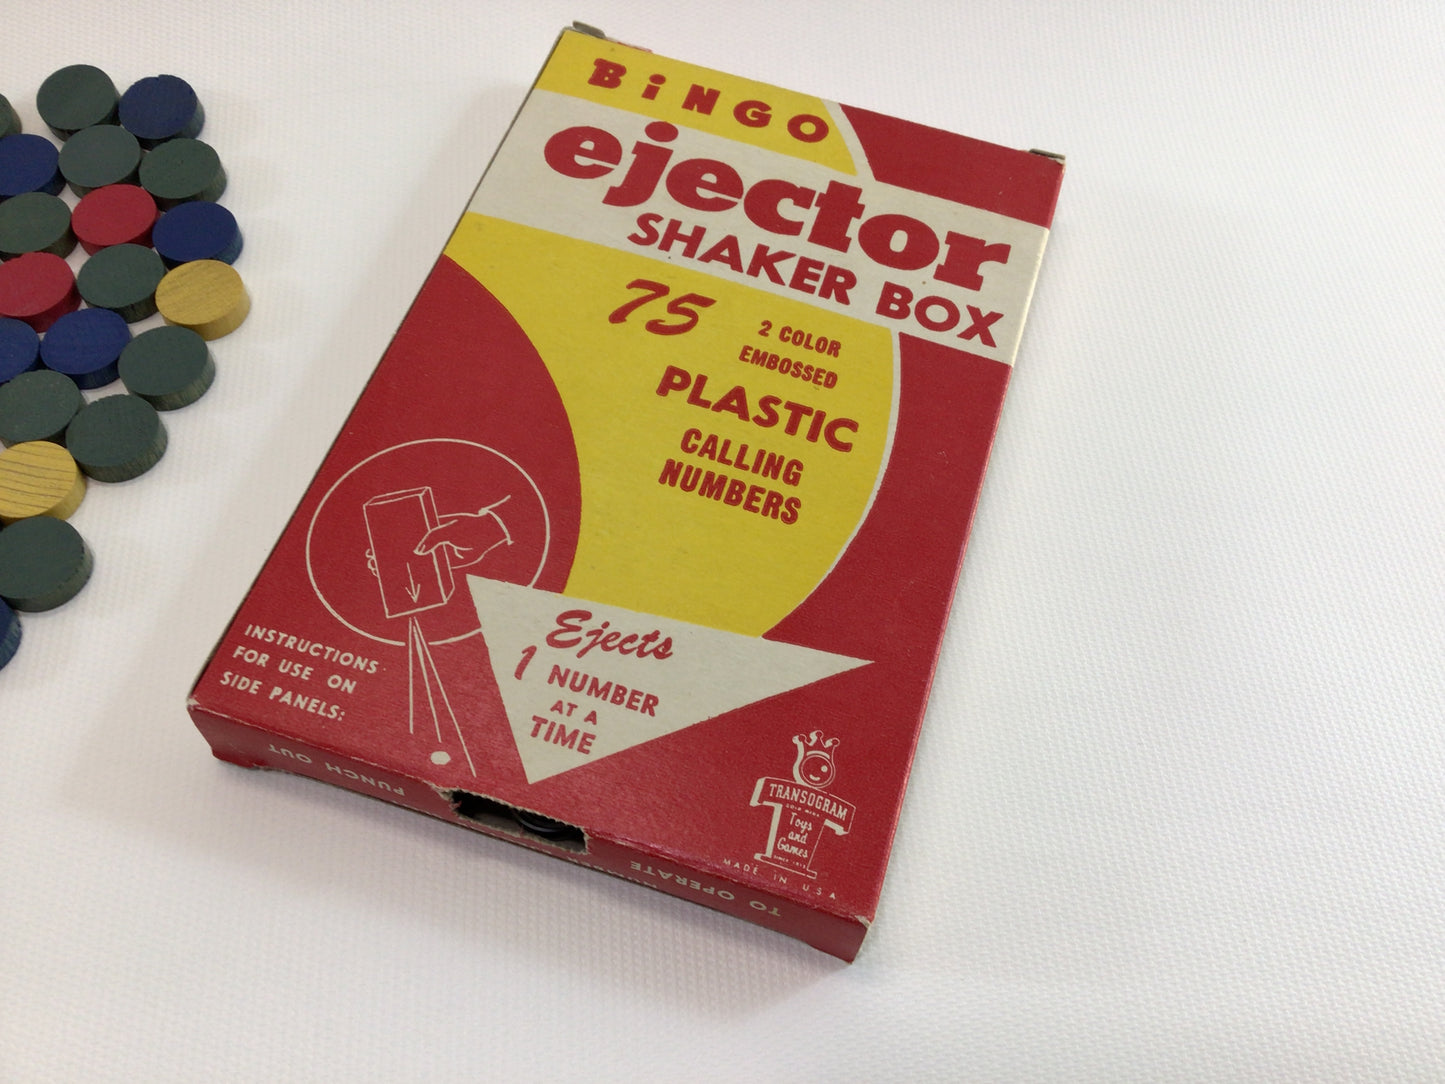 BiNGO
ejector
SHAKER BOX
75
2 COLOR
EMBOSSED
PLASTIC
CALLING
NUMBERS
Ejects
1 NUMBER
AT A
TIME
INSTRUCTIONS
FOR USE ON
SIDE PANELS:
TRANSOGRAM
Toys
and
Games
MADE IN USA
TO OPERATE
PUNCH OUT